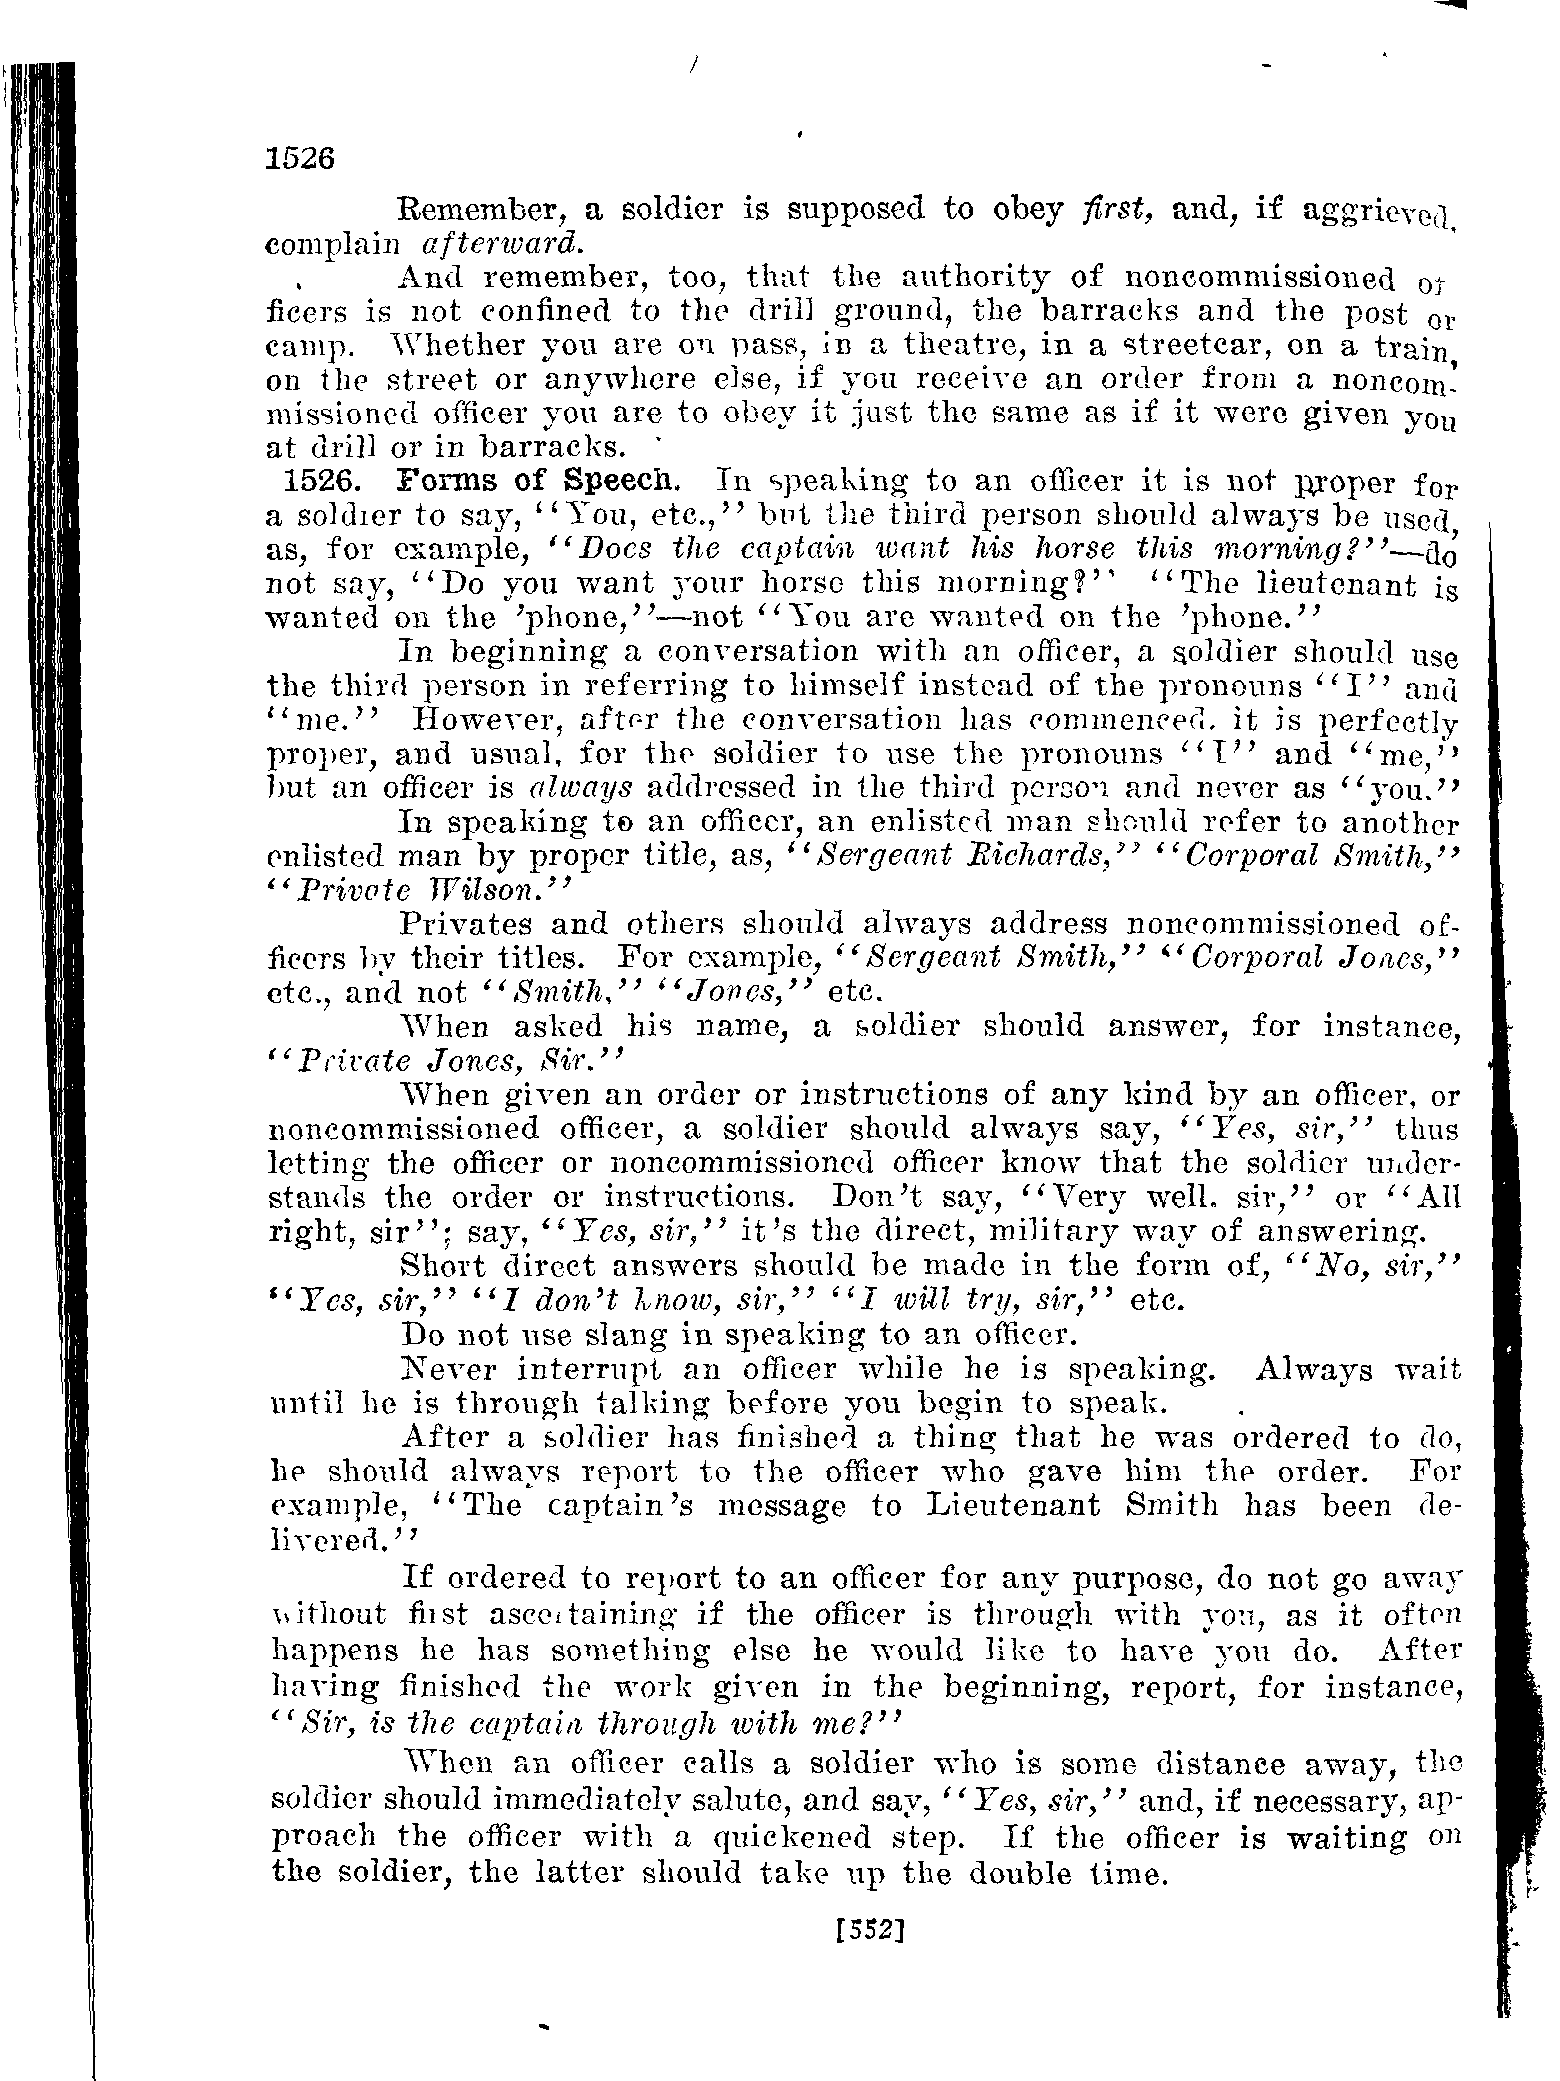 1526
Remember, a soldier is supposed to obey first, and, if aggrieved,
complain afterward.
And remember, too, that the authority of noncommissioned of
ficers is not confined to the drill ground, the barracks and the post or
camp. Whether you are on pass, in a theatre, in a streetcar, on a train,
on the street or anywhere else, if you receive an order from a noncom-
missioned officer you are to obey it just the same as if it were given you
at drill or in barracks.
1526. Forms of Speech. In speaking to an officer it is not proper for
a soldier to say, ‘‘You, etc.,’’ but the third person should always be used,
as, for example, ‘‘Does the captain want his horse this morning?’’—do
not say, ‘‘Do you want your horse this morning?’’ ‘‘The lieutenant is
wanted on the ’phone,’’—not ‘‘You are wanted on the ’phone.’’
In beginning a conversation with an officer, a soldier should use
the third person in referring to himself instead of the pronouns ‘‘I’’ and
‘‘me.’’ However, after the conversation has commenced, it is perfectly
proper, and usual, for the soldier to use the pronouns ‘‘I’’ and ‘‘me,’’
but an officer is always addressed in the third person and never as ‘‘you.’’
In speaking to an officer, an enlisted man should refer to another
enlisted man by proper title, as, ‘‘Sergeant Richards,’’ ‘‘Corporal Smith,’’
‘‘Private Wilson.’’
Privates and others should always address noncommissioned of-
ficers by their titles. For example, ‘‘Sergeant Smith,’’ ‘‘Corporal Jones,’’
etc., and not ‘‘Smith,’’ ‘‘Jones,’’ etc.
When asked his name, a soldier should answer, for instance,
‘‘Private Jones, Sir.’’
When given an order or instructions of any kind by an officer, or
noncommissioned officer, a soldier should always say, ‘‘Yes, sir,’’ thus
letting the officer or noncommissioned officer know that the soldier under-
stands the order or instructions. Don’t say, ‘‘Very well, sir,’’ or ‘‘All
right, sir’’; say, ‘‘Yes, sir,’’ it’s the direct, military way of answering.
Short direct answers should be made in the form of, ‘‘No, sir,’’
‘‘Yes, sir,’’ ‘‘I don’t know, sir,’’ ‘‘I will try, sir,’’ etc.
Do not use slang in speaking to an officer.
Never interrupt an officer while he is speaking. Always wait
until he is through talking before you begin to speak.
After a soldier has finished a thing that he was ordered to do,
he should always report to the officer who gave him the order. For
example, ‘‘The captain’s message to Lieutenant Smith has been de-
livered.’’
If ordered to report to an officer for any purpose, do not go away
without first ascertaining if the officer is through with you, as it often
happens he has something else he would like to have you do. After
having finished the work given in the beginning, report, for instance,
‘‘Sir, is the captain through with me?’’
When an officer calls a soldier who is some distance away, the
soldier should immediately salute, and say, ‘‘Yes, sir,’’ and, if necessary, ap-
proach the officer with a quickened step. If the officer is waiting on
the soldier, the latter should take up the double time.
[552]